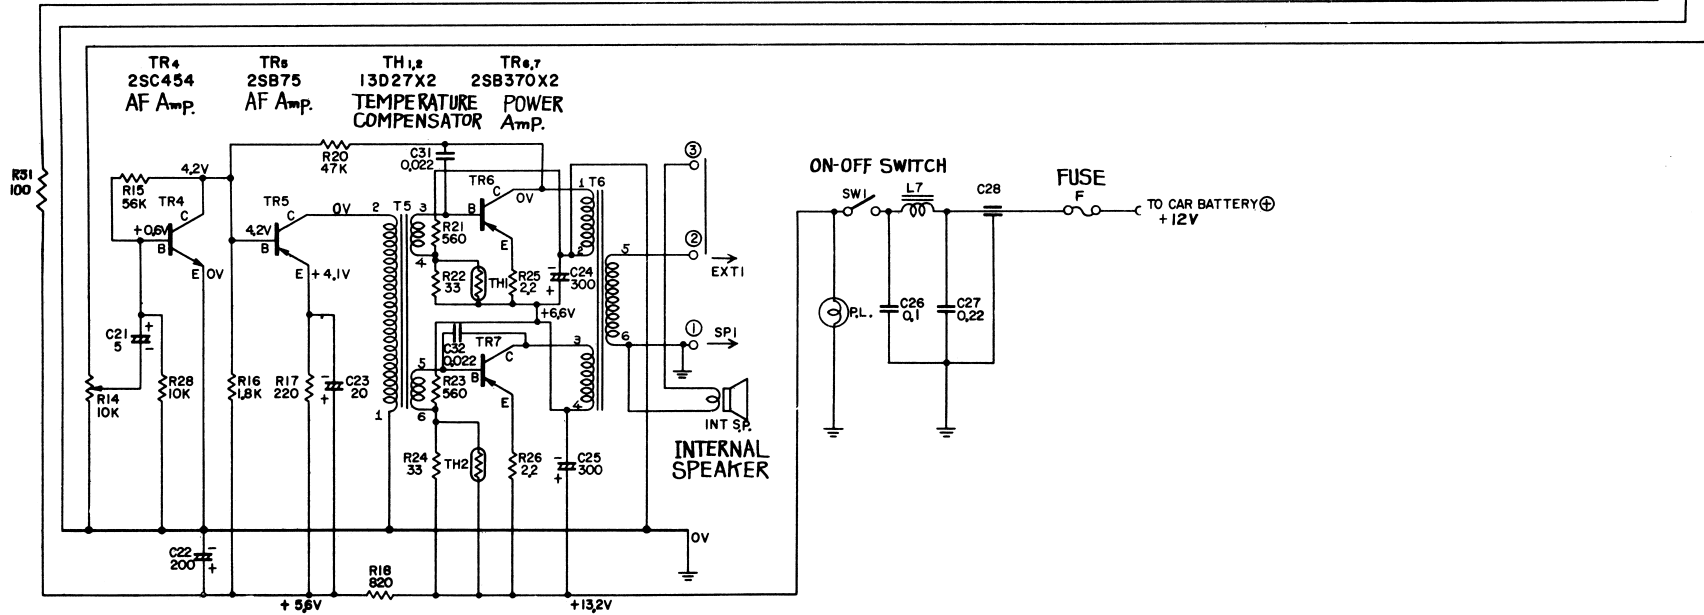 TR4
2SC454
AF Amp.
TR5
2SB75
AF Amp.
TH1,2
13D27X2
TEMPERATURE
COMPENSATOR
TR6,7
2SB370X2
POWER
Amp.
R31
100
R15
56K
4.2V
TR4
C
+0.6V
B
E
0V
C21
5
+
-
R14
10K
R28
10K
C22
200
-
+
R20
47K
TR5
C
0V
4.2V
B
E
+4.1V
R16
1.8K
R17
220
-
+
C23
20
+5.6V
R18
820
2
T5
1
3
4
5
6
C31
0.022
TR6
C
0V
B
E
R21
560
R22
33
TH1
R25
2.2
-
+
C24
300
+6.6V
C32
0.022
TR7
C
B
E
R23
560
R24
33
TH2
R26
2.2
-
+
C25
300
+13.2V
1
T6
2
3
4
5
6
0V
③
②
EXT1
①
SP1
INT SP.
INTERNAL
SPEAKER
ON-OFF SWITCH
SW1
L7
C28
P.L.
C26
0.1
C27
0.22
FUSE
F
TO CAR BATTERY⊕
+12V